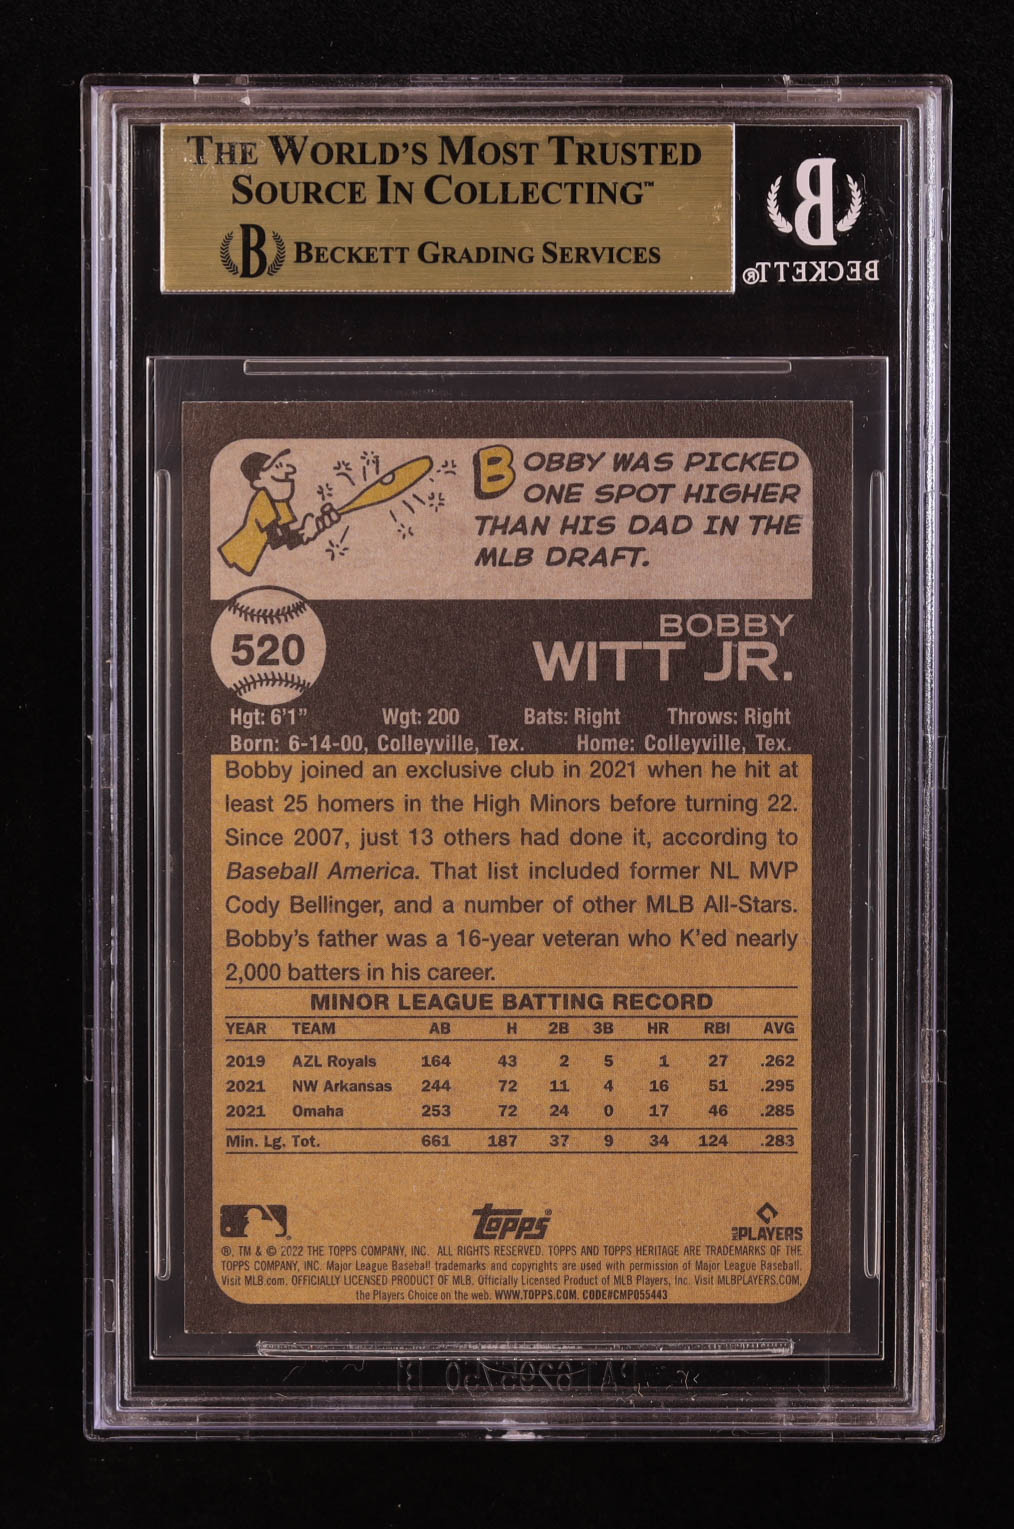 THE WORLD'S MOST TRUSTED
SOURCE IN COLLECTING™
B BECKETT GRADING SERVICES
B
BECKETT®
BOBBY WAS PICKED
ONE SPOT HIGHER
THAN HIS DAD IN THE
MLB DRAFT.
520
BOBBY
WITT JR.
Hgt: 6'1" Wgt: 200 Bats: Right Throws: Right
Born: 6-14-00, Colleyville, Tex. Home: Colleyville, Tex.
Bobby joined an exclusive club in 2021 when he hit at
least 25 homers in the High Minors before turning 22.
Since 2007, just 13 others had done it, according to
Baseball America. That list included former NL MVP
Cody Bellinger, and a number of other MLB All-Stars.
Bobby's father was a 16-year veteran who K'ed nearly
2,000 batters in his career.
MINOR LEAGUE BATTING RECORD
YEAR TEAM AB H 2B 3B HR RBI AVG
2019 AZL Royals 164 43 2 5 1 27 .262
2021 NW Arkansas 244 72 11 4 16 51 .295
2021 Omaha 253 72 24 0 17 46 .285
Min. Lg. Tot. 661 187 37 9 34 124 .283
Topps®
MLB PLAYERS
®, TM & © 2022 THE TOPPS COMPANY, INC. ALL RIGHTS RESERVED. TOPPS AND TOPPS HERITAGE ARE TRADEMARKS OF THE
TOPPS COMPANY, INC. Major League Baseball trademarks and copyrights are used with permission of Major League Baseball.
Visit MLB.com. OFFICIALLY LICENSED PRODUCT OF MLB. Officially Licensed Product of MLB Players, Inc. Visit MLBPLAYERS.COM,
the Players Choice on the web. WWW.TOPPS.COM. CODE#CMP055443